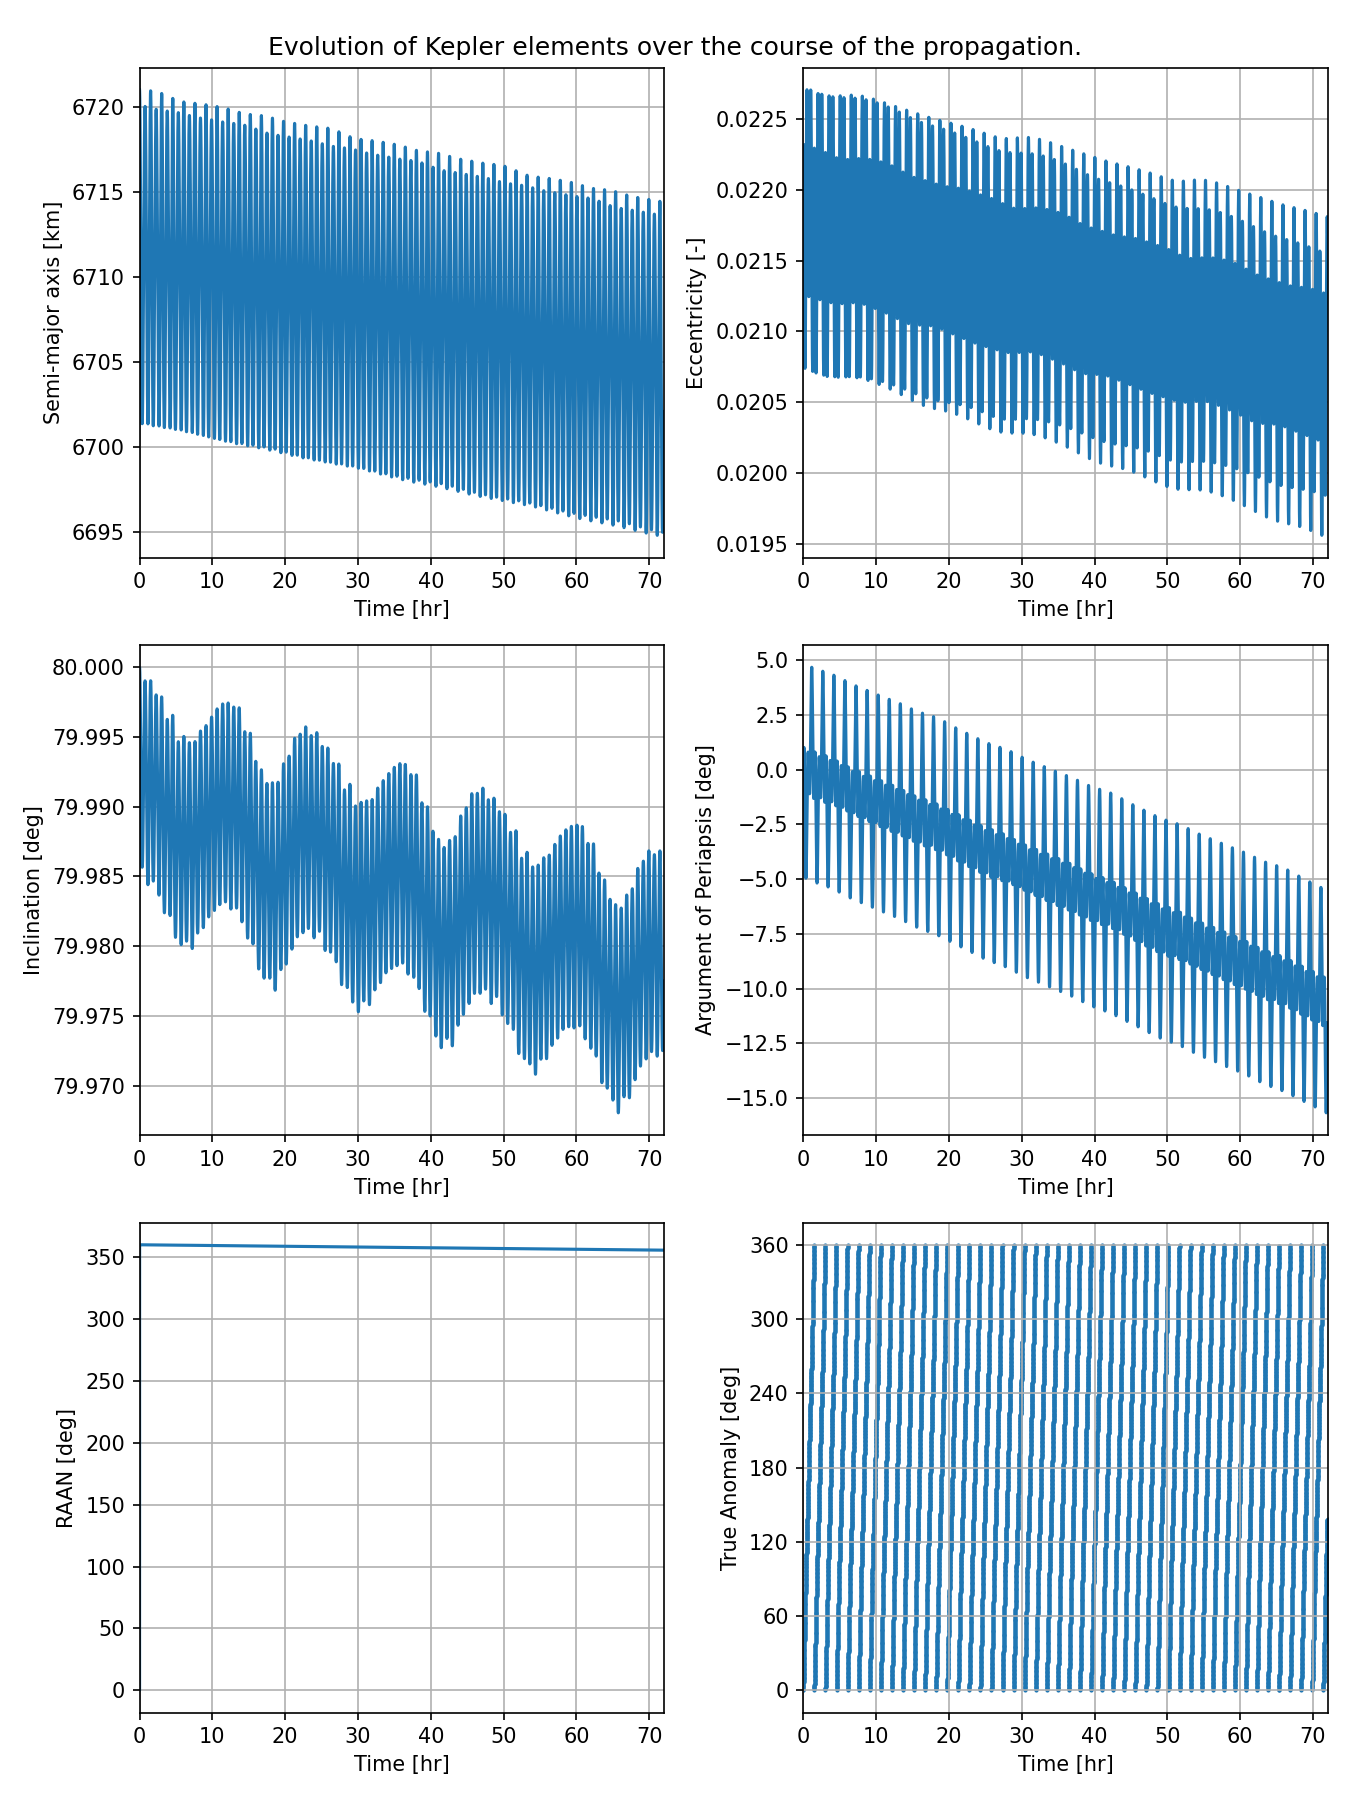 Evolution of Kepler elements over the course of the propagation.
6720
6715
6710
6705
6700
6695
Semi-major axis [km]
0 10 20 30 40 50 60 70
Time [hr]
0.0225
0.0220
0.0215
0.0210
0.0205
0.0200
0.0195
Eccentricity [-]
0 10 20 30 40 50 60 70
Time [hr]
80.000
79.995
79.990
79.985
79.980
79.975
79.970
Inclination [deg]
0 10 20 30 40 50 60 70
Time [hr]
5.0
2.5
0.0
−2.5
−5.0
−7.5
−10.0
−12.5
−15.0
Argument of Periapsis [deg]
0 10 20 30 40 50 60 70
Time [hr]
350
300
250
200
150
100
50
0
RAAN [deg]
0 10 20 30 40 50 60 70
Time [hr]
360
300
240
180
120
60
0
True Anomaly [deg]
0 10 20 30 40 50 60 70
Time [hr]